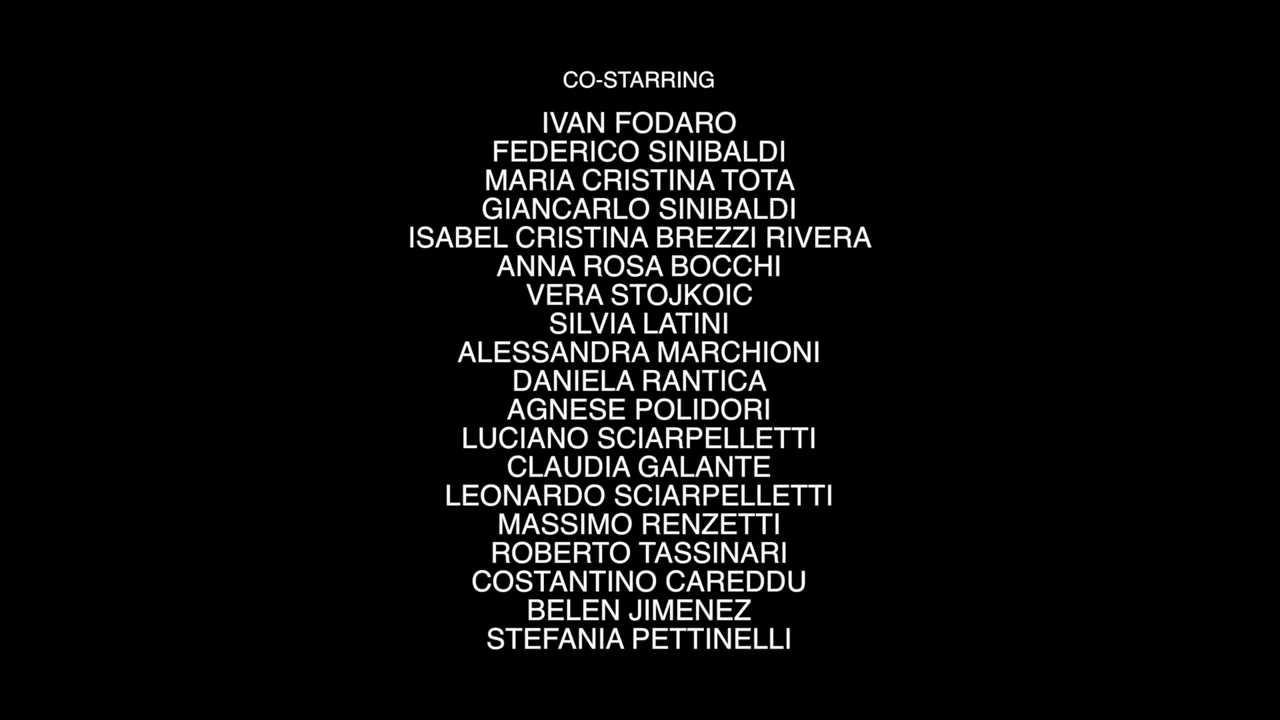 CO-STARRING
IVAN FODARO
FEDERICO SINIBALDI
MARIA CRISTINA TOTA
GIANCARLO SINIBALDI
ISABEL CRISTINA BREZZI RIVERA
ANNA ROSA BOCCHI
VERA STOJKOIC
SILVIA LATINI
ALESSANDRA MARCHIONI
DANIELA RANTICA
AGNESE POLIDORI
LUCIANO SCIARPELLETTI
CLAUDIA GALANTE
LEONARDO SCIARPELLETTI
MASSIMO RENZETTI
ROBERTO TASSINARI
COSTANTINO CAREDDU
BELEN JIMENEZ
STEFANIA PETTINELLI